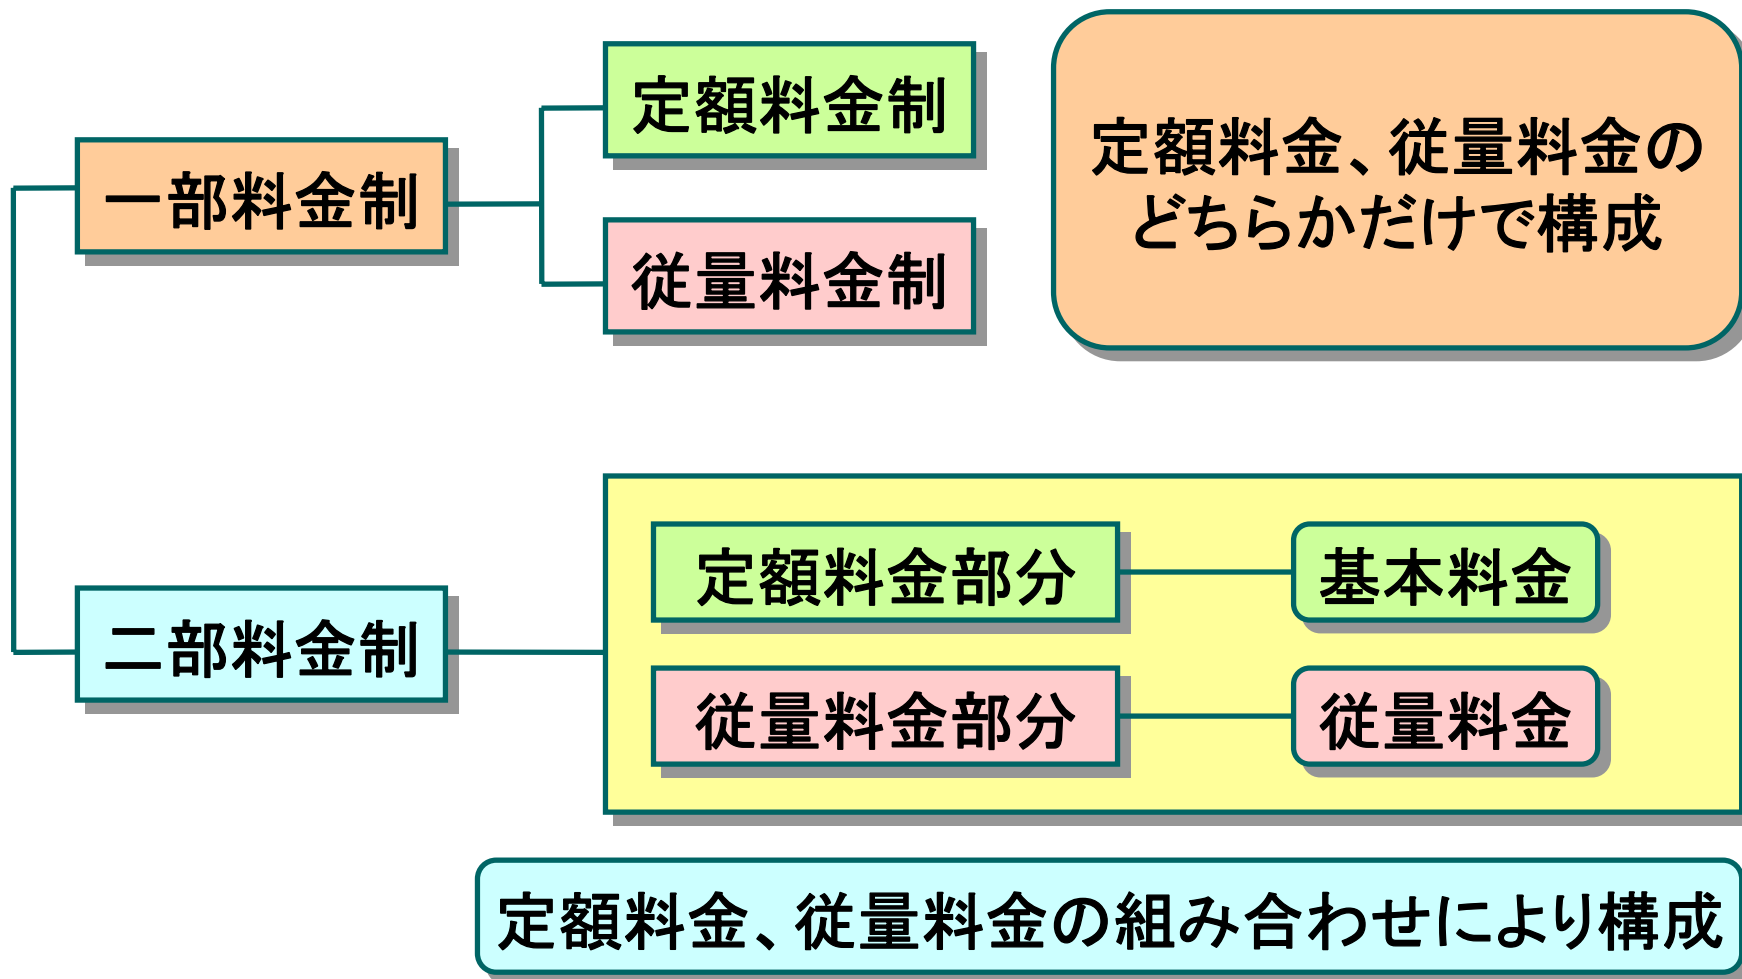 定額料金制
一部料金制
従量料金制
定額料金、従量料金の
どちらかだけで構成
二部料金制
定額料金部分
基本料金
従量料金部分
従量料金
定額料金、従量料金の組み合わせにより構成